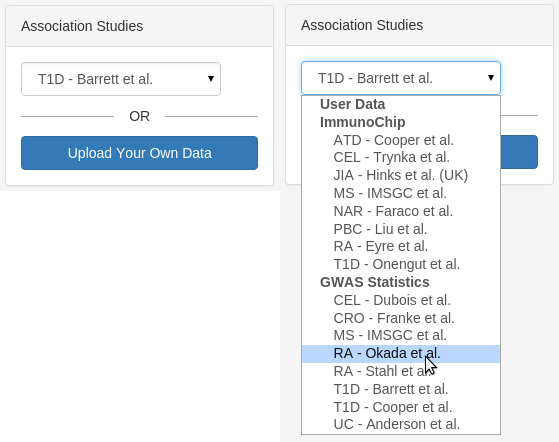 Association Studies
T1D - Barrett et al.
OR
Upload Your Own Data
Association Studies
T1D - Barrett et al.
User Data
ImmunoChip
ATD - Cooper et al.
CEL - Trynka et al.
JIA - Hinks et al. (UK)
MS - IMSGC et al.
NAR - Faraco et al.
PBC - Liu et al.
RA - Eyre et al.
T1D - Onengut et al.
GWAS Statistics
CEL - Dubois et al.
CRO - Franke et al.
MS - IMSGC et al.
RA - Okada et al.
RA - Stahl et al.
T1D - Barrett et al.
T1D - Cooper et al.
UC - Anderson et al.